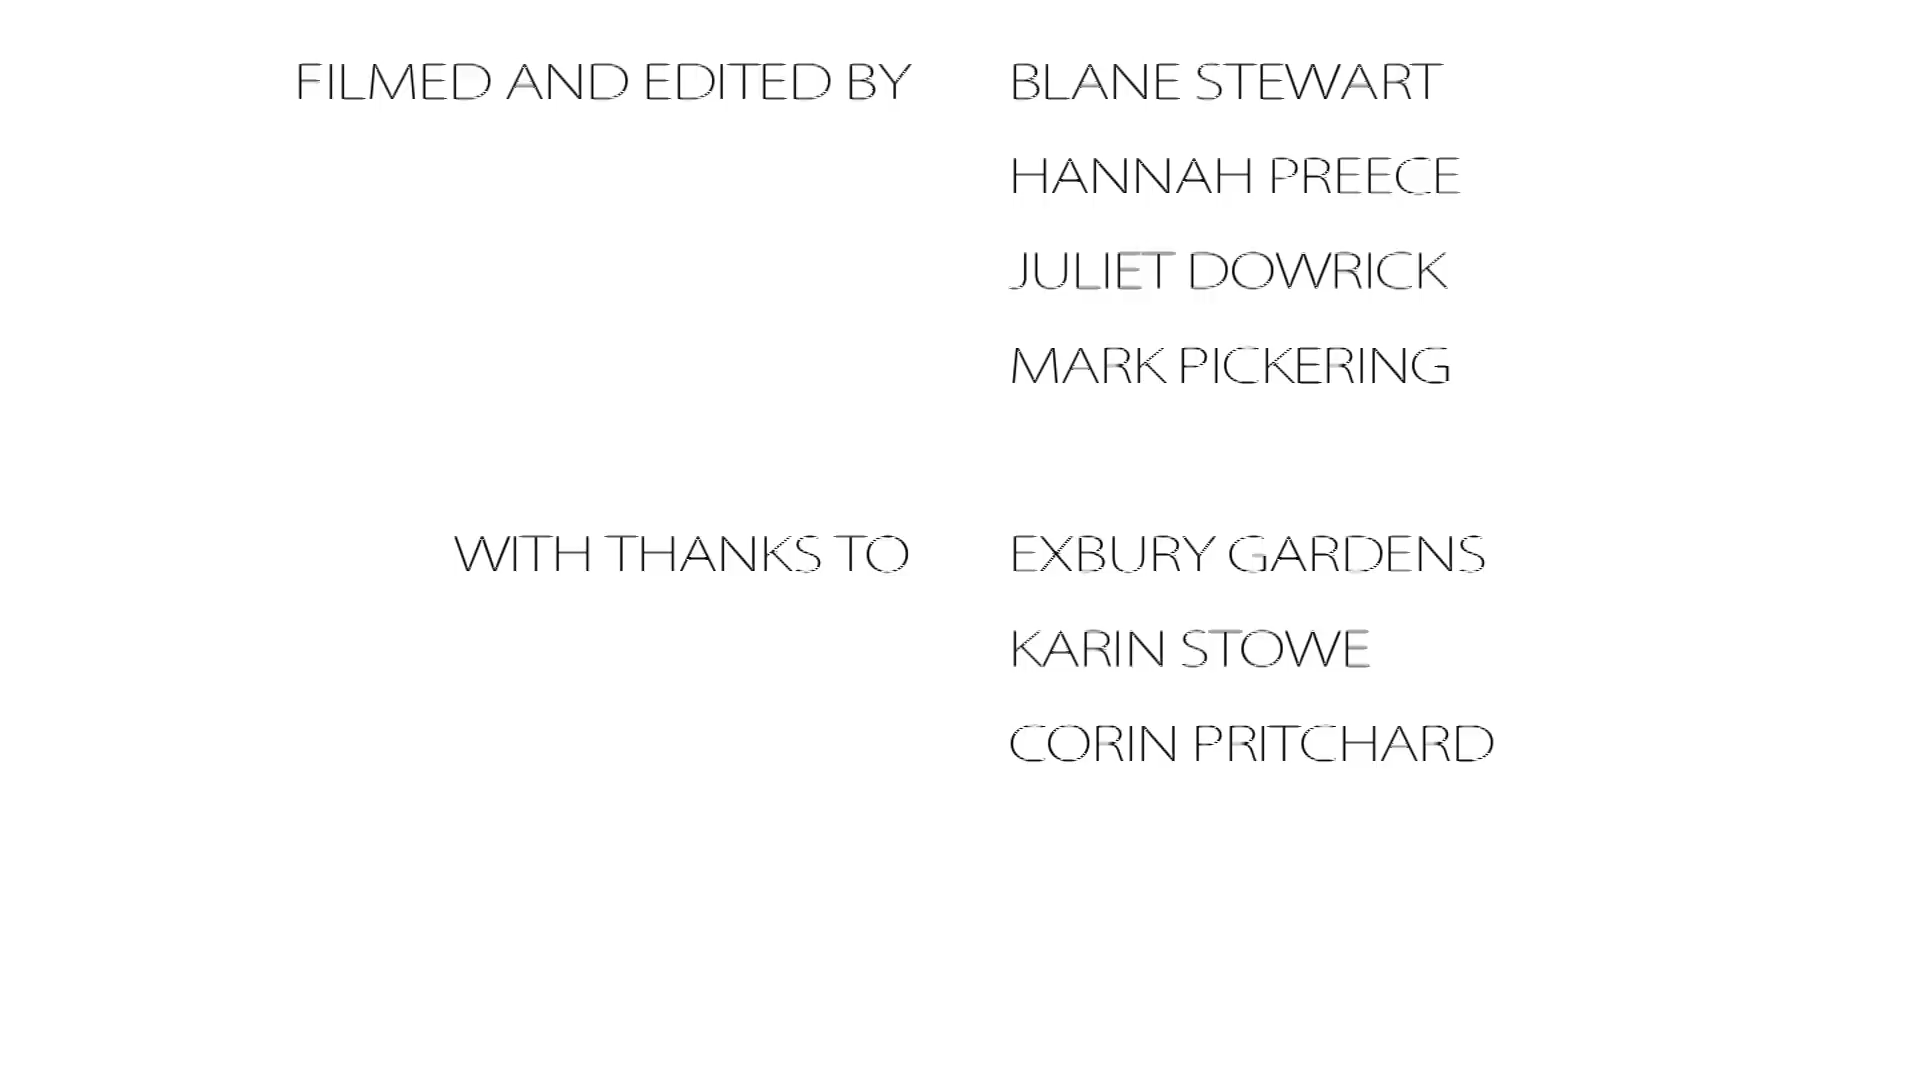 FILMED AND EDITED BY BLANE STEWART
HANNAH PREECE
JULIET DOWRICK
MARK PICKERING
WITH THANKS TO EXBURY GARDENS
KARIN STOWE
CORIN PRITCHARD